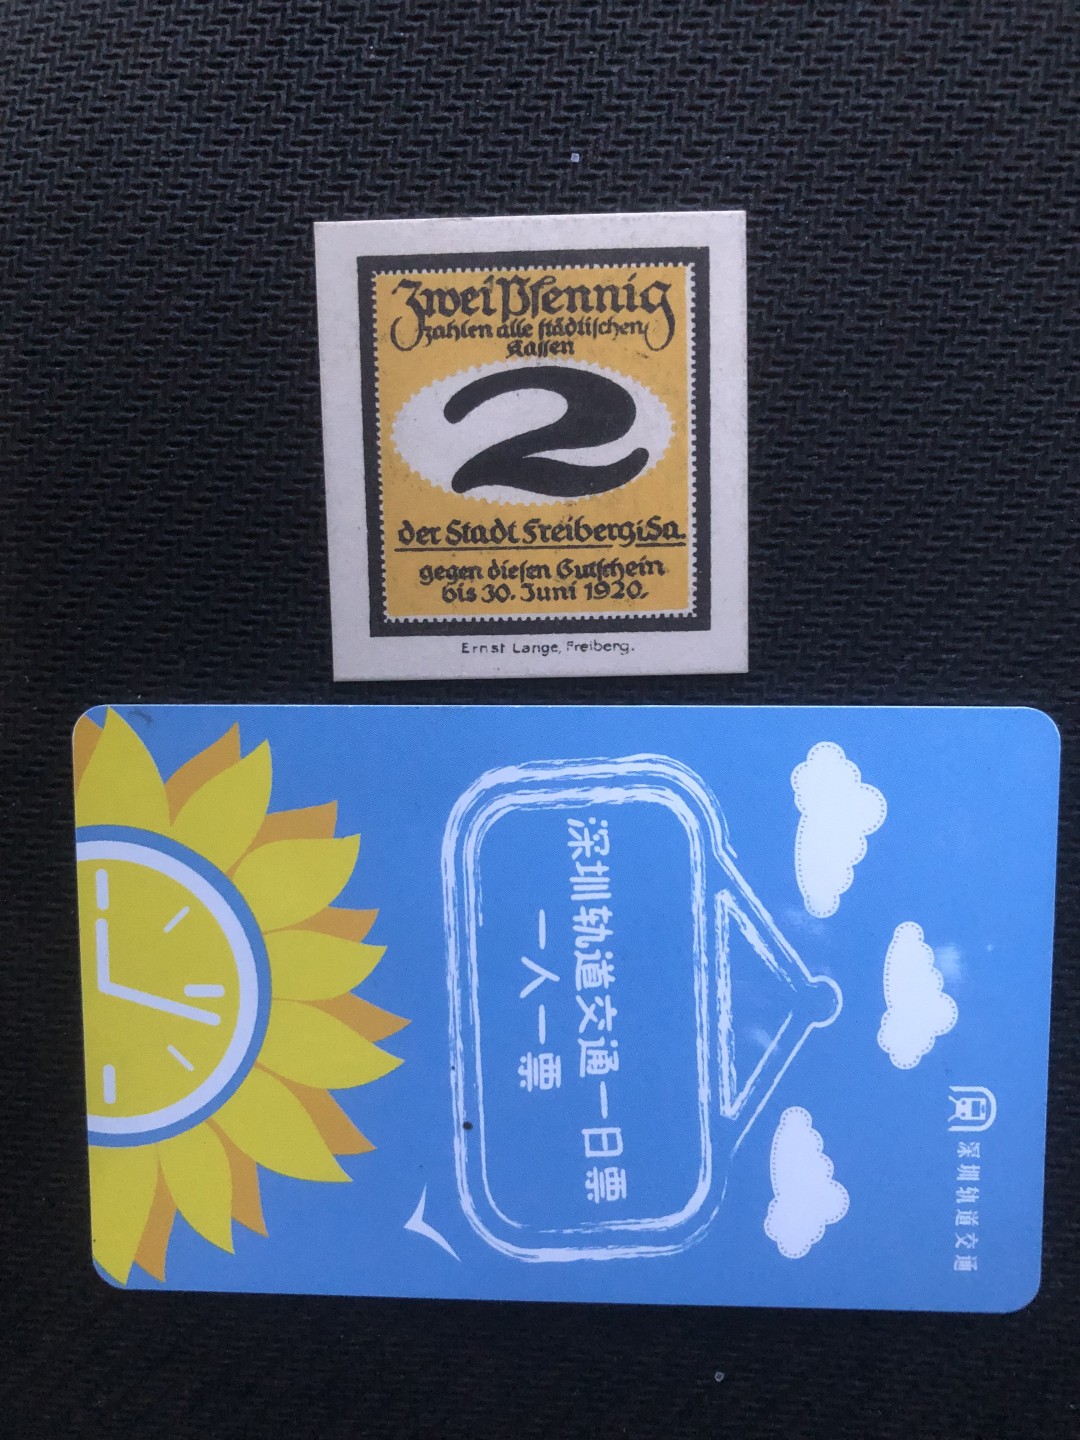 Zwei Pfennig
zahlen alle städtischen
Kassen
2
der Stadt Freiberg i. Sa.
gegen diesen Gutschein
bis 30. Juni 1920.
Ernst Lange, Freiberg.
深圳轨道交通
深圳轨道交通一日票
一人一票